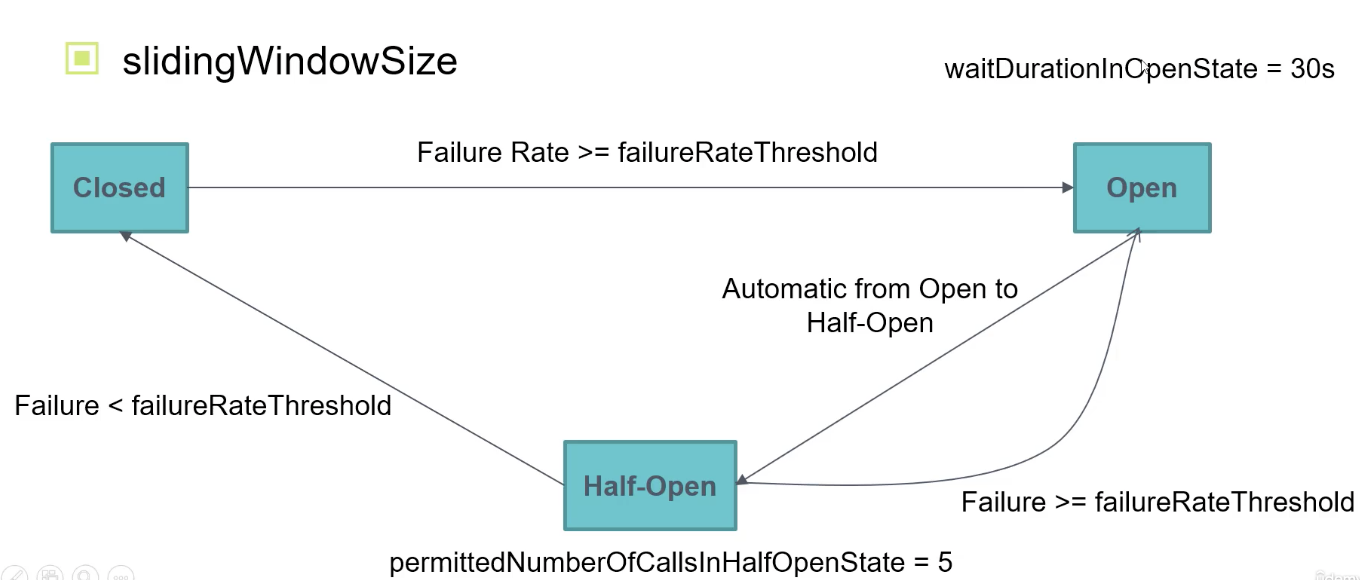 slidingWindowSize
waitDurationInOpenState = 30s
Failure Rate >= failureRateThreshold
Closed
Open
Automatic from Open to
Half-Open
Failure < failureRateThreshold
Half-Open
Failure >= failureRateThreshold
permittedNumberOfCallsInHalfOpenState = 5